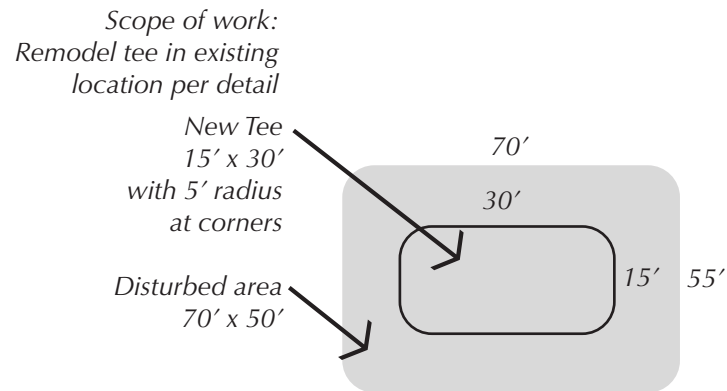 Scope of work:
Remodel tee in existing
location per detail
New Tee
15′ x 30′
with 5′ radius
at corners
70′
30′
15′ 55′
Disturbed area
70′ x 50′